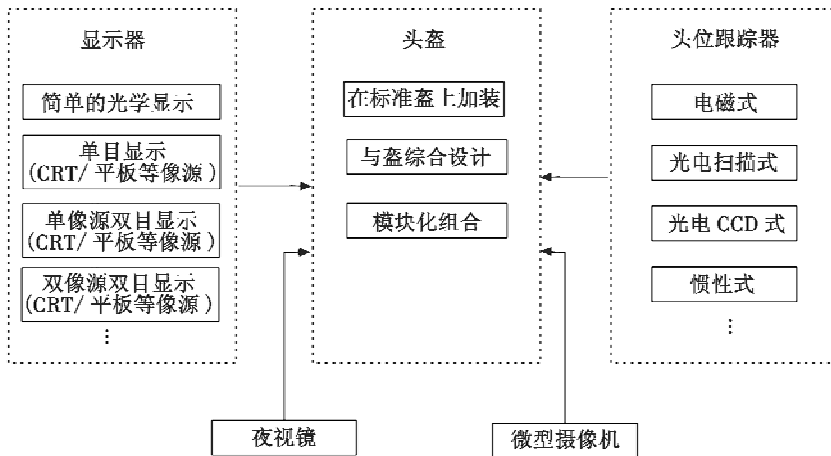 显示器
简单的光学显示
单目显示
(CRT/平板等像源)
单像源双目显示
(CRT/平板等像源)
双像源双目显示
(CRT/平板等像源)
⋮
头盔
在标准盔上加装
与盔综合设计
模块化组合
头位跟踪器
电磁式
光电扫描式
光电 CCD 式
惯性式
⋮
夜视镜
微型摄像机